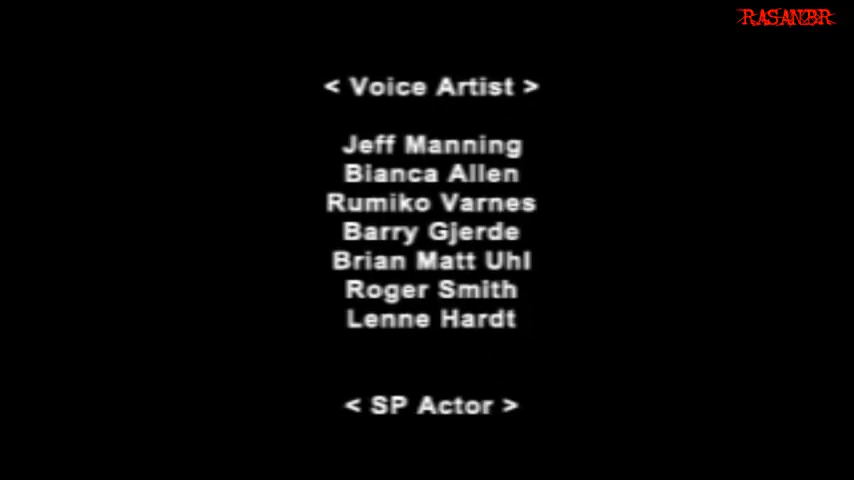 RASANBR
< Voice Artist >
Jeff Manning
Bianca Allen
Rumiko Varnes
Barry Gjerde
Brian Matt Uhl
Roger Smith
Lenne Hardt
< SP Actor >